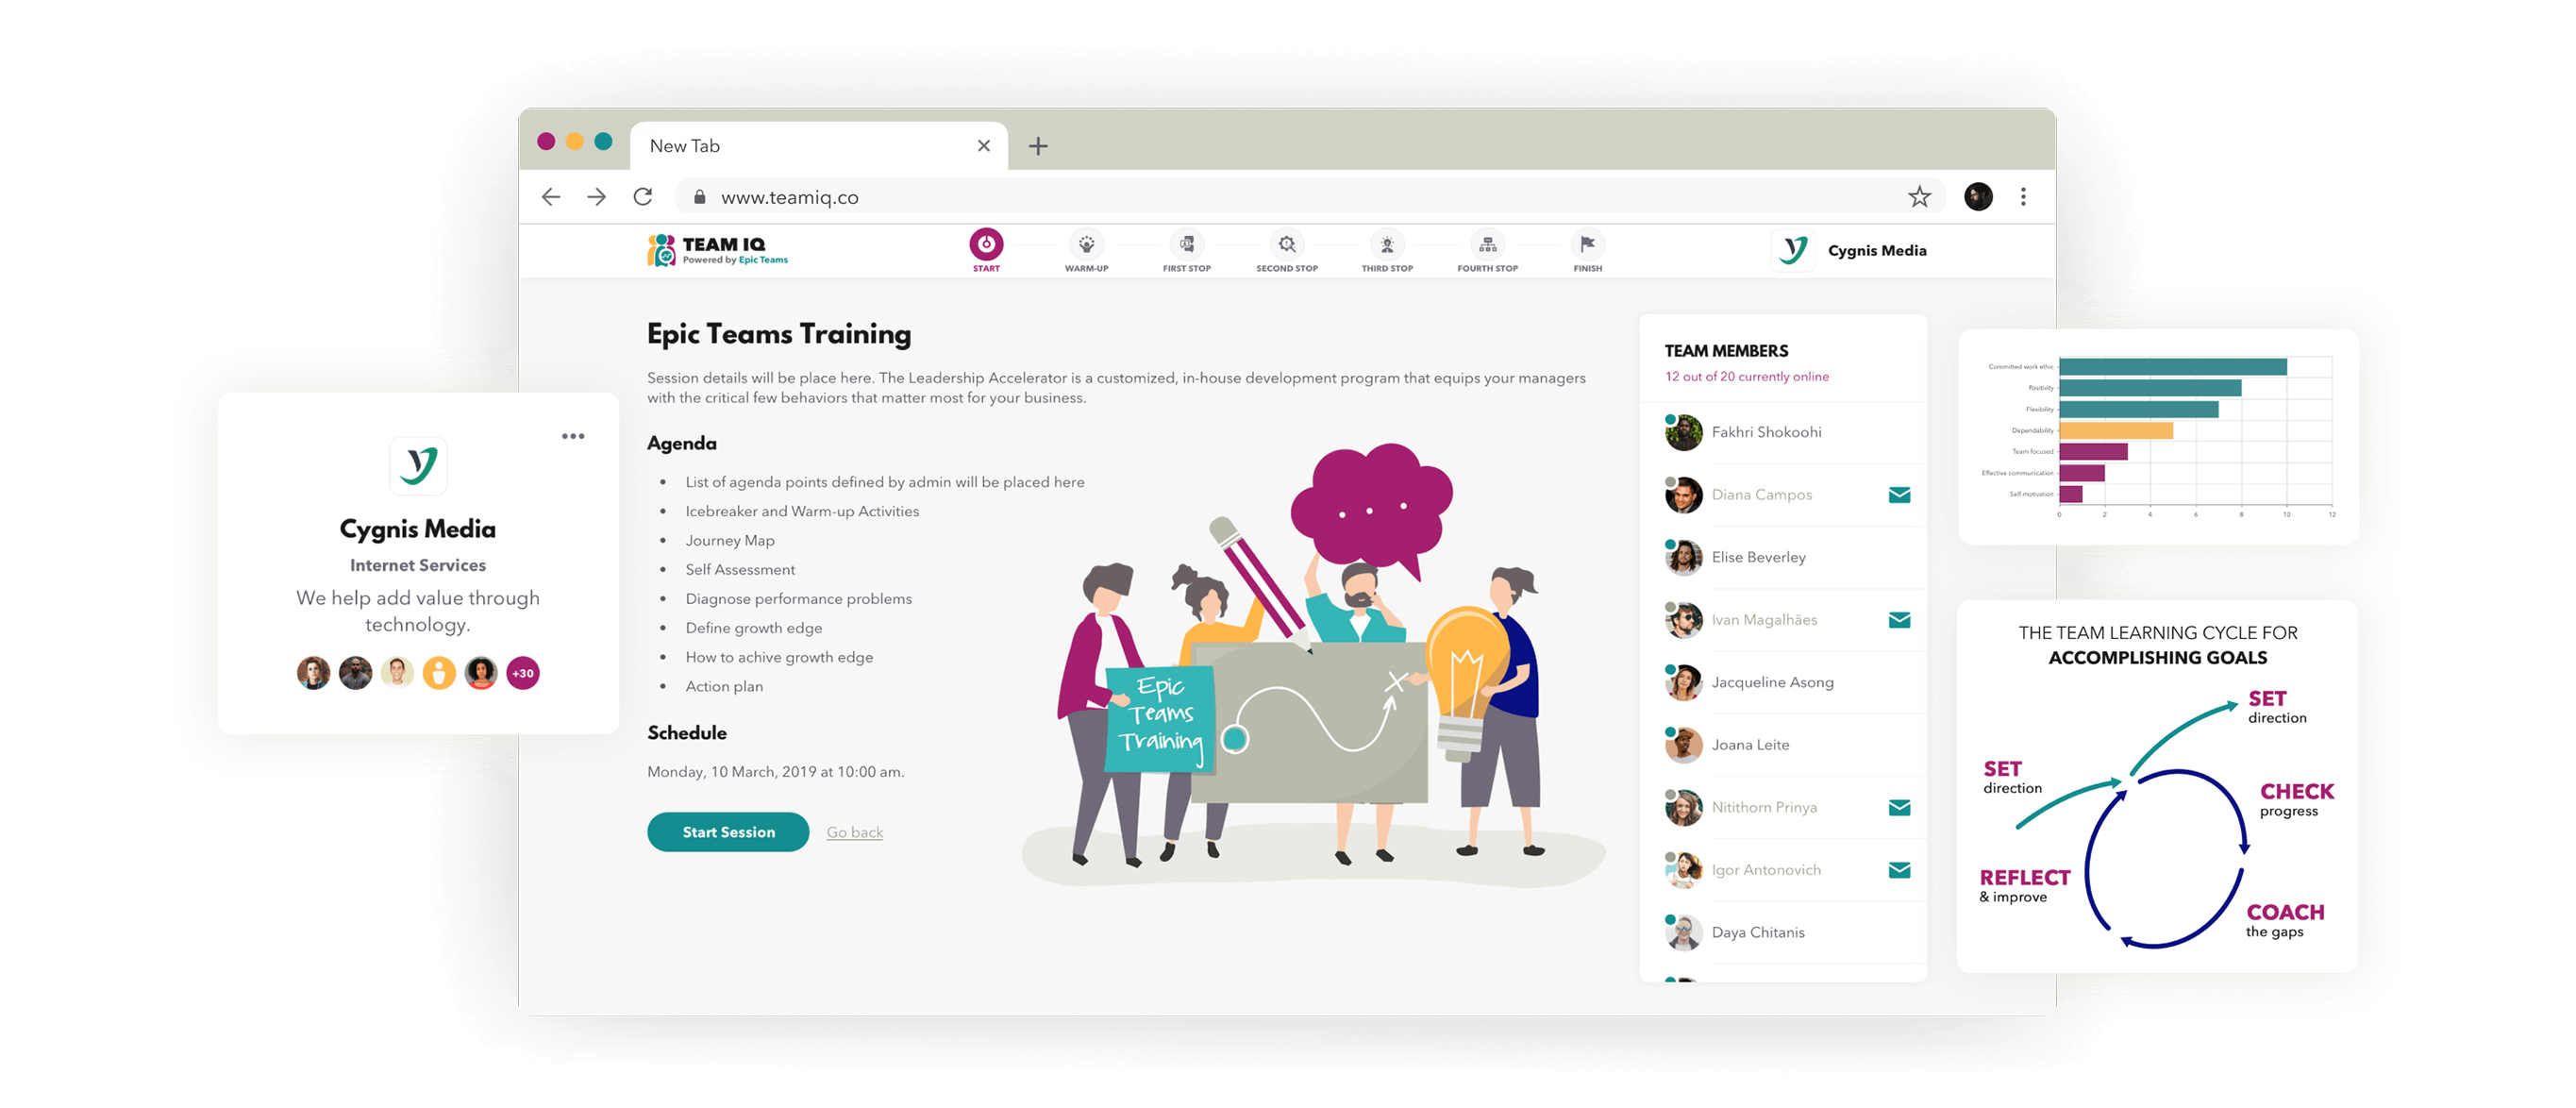 New Tab
www.teamiq.co
TEAM IQ
Powered by Epic Teams
START
WARM-UP
FIRST STOP
SECOND STOP
THIRD STOP
FOURTH STOP
FINISH
Cygnis Media
Cygnis Media
Internet Services
We help add value through
technology.
+30
Epic Teams Training
Session details will be place here. The Leadership Accelerator is a customized, in-house development program that equips your managers
with the critical few behaviors that matter most for your business.
Agenda
• List of agenda points defined by admin will be placed here
• Icebreaker and Warm-up Activities
• Journey Map
• Self Assessment
• Diagnose performance problems
• Define growth edge
• How to achive growth edge
• Action plan
Schedule
Monday, 10 March, 2019 at 10:00 am.
Start Session
Go back
Epic
Teams
Training
TEAM MEMBERS
12 out of 20 currently online
Fakhri Shokoohi
Diana Campos
Elise Beverley
Ivan Magalhães
Jacqueline Asong
Joana Leite
Nitithorn Prinya
Igor Antonovich
Daya Chitanis
Committed work ethic
Positivity
Flexibility
Dependability
Team-focused
Effective communication
Self-motivation
0 2 4 6 8 10 12
THE TEAM LEARNING CYCLE FOR
ACCOMPLISHING GOALS
SET
direction
SET
direction
CHECK
progress
REFLECT
& improve
COACH
the gaps